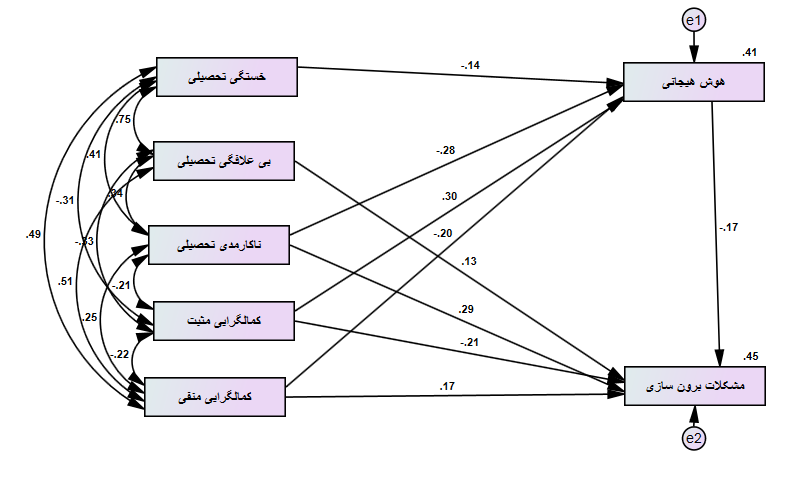 e1
.41
خستگی تحصیلی
-.14
هوش هیجانی
.75
.41
-.28
بی علاقگی تحصیلی
-.31
.34
.30
.49
-.33
ناکارمدی تحصیلی
-.20
-.17
.13
.51
-.21
.25
کمالگرایی مثبت
.29
-.22
-.21
.45
کمالگرایی منفی
.17
مشکلات برون سازی
e2